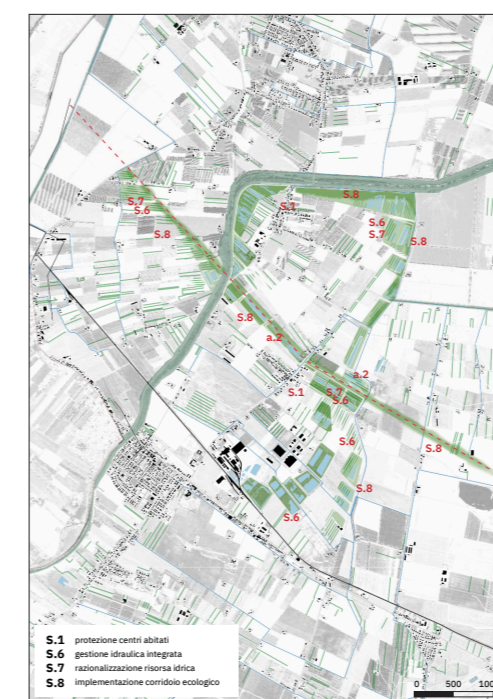 S.8
S.7
S.6
S.1
S.6
S.7
S.8
S.8
S.8
a.2
a.2
S.1
S.7
S.6
S.6
S.8
S.8
S.6
S.1 protezione centri abitati
S.6 gestione idraulica integrata
S.7 razionalizzazione risorsa idrica
S.8 implementazione corridoio ecologico
0 500 100